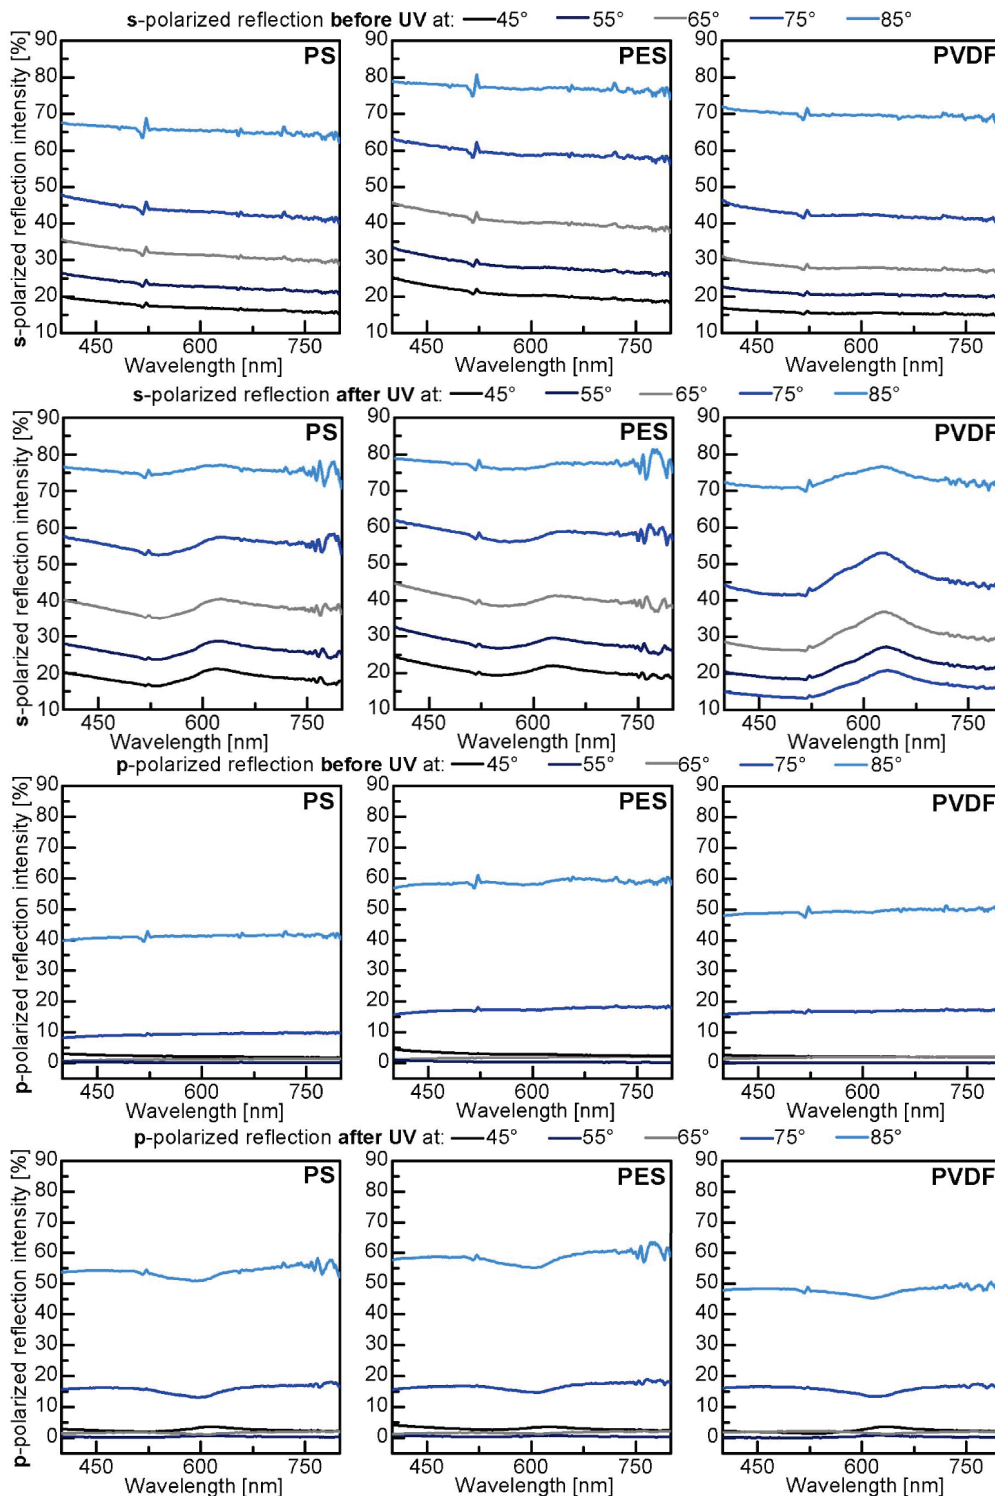 s-polarized reflection before UV at: 45° 55° 65° 75° 85°
s-polarized reflection intensity [%]
90 80 70 60 50 40 30 20 10
PS
450 600 750
Wavelength [nm]
90 80 70 60 50 40 30 20 10
PES
450 600 750
Wavelength [nm]
90 80 70 60 50 40 30 20 10
PVDF
450 600 750
Wavelength [nm]
s-polarized reflection after UV at: 45° 55° 65° 75° 85°
s-polarized reflection intensity [%]
90 80 70 60 50 40 30 20 10
PS
450 600 750
Wavelength [nm]
90 80 70 60 50 40 30 20 10
PES
450 600 750
Wavelength [nm]
90 80 70 60 50 40 30 20 10
PVDF
450 600 750
Wavelength [nm]
p-polarized reflection before UV at: 45° 55° 65° 75° 85°
p-polarized reflection intensity [%]
90 80 70 60 50 40 30 20 10 0
PS
450 600 750
Wavelength [nm]
90 80 70 60 50 40 30 20 10 0
PES
450 600 750
Wavelength [nm]
90 80 70 60 50 40 30 20 10 0
PVDF
450 600 750
Wavelength [nm]
p-polarized reflection after UV at: 45° 55° 65° 75° 85°
p-polarized reflection intensity [%]
90 80 70 60 50 40 30 20 10 0
PS
450 600 750
Wavelength [nm]
90 80 70 60 50 40 30 20 10 0
PES
450 600 750
Wavelength [nm]
90 80 70 60 50 40 30 20 10 0
PVDF
450 600 750
Wavelength [nm]